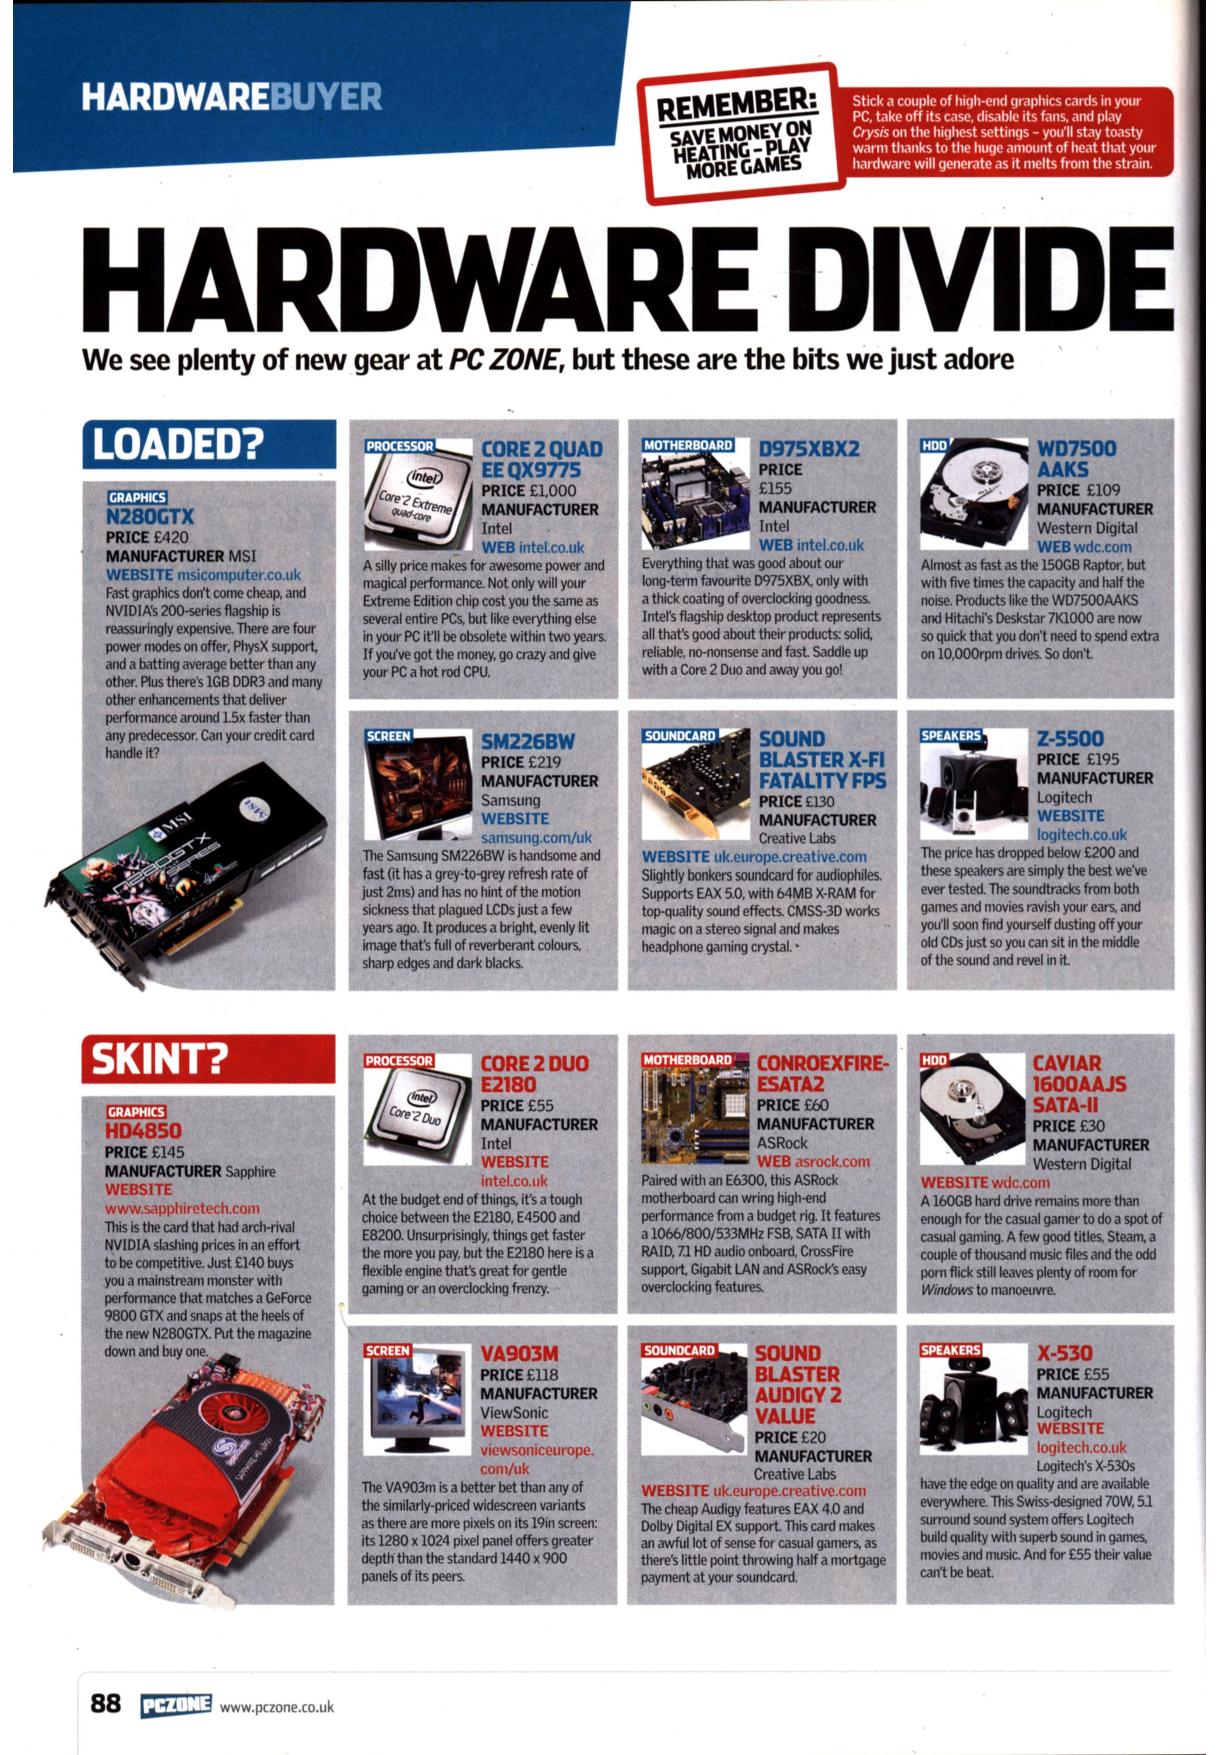 HARDWAREBUYER
REMEMBER:
SAVE MONEY ON
HEATING – PLAY
MORE GAMES
Stick a couple of high-end graphics cards in your
PC, take off its case, disable its fans, and play
Crysis on the highest settings – you'll stay toasty
warm thanks to the huge amount of heat that your
hardware will generate as it melts from the strain.
HARDWARE DIVIDE
We see plenty of new gear at PC ZONE, but these are the bits we just adore
LOADED?
GRAPHICS
N280GTX
PRICE £420
MANUFACTURER MSI
WEBSITE msicomputer.co.uk
Fast graphics don't come cheap, and
NVIDIA's 200-series flagship is
reassuringly expensive. There are four
power modes on offer, PhysX support,
and a batting average better than any
other. Plus there's 1GB DDR3 and many
other enhancements that deliver
performance around 1.5x faster than
any predecessor. Can your credit card
handle it?
MSI
MSI
N280GTX
SERIES
PROCESSOR
intel
Core™2 Extreme
quad-core
CORE 2 QUAD
EE QX9775
PRICE £1,000
MANUFACTURER
Intel
WEB intel.co.uk
A silly price makes for awesome power and
magical performance. Not only will your
Extreme Edition chip cost you the same as
several entire PCs, but like everything else
in your PC it'll be obsolete within two years.
If you've got the money, go crazy and give
your PC a hot rod CPU.
MOTHERBOARD
D975XBX2
PRICE
£155
MANUFACTURER
Intel
WEB intel.co.uk
Everything that was good about our
long-term favourite D975XBX, only with
a thick coating of overclocking goodness.
Intel's flagship desktop product represents
all that's good about their products: solid,
reliable, no-nonsense and fast. Saddle up
with a Core 2 Duo and away you go!
HDD
WD7500
AAKS
PRICE £109
MANUFACTURER
Western Digital
WEB wdc.com
Almost as fast as the 150GB Raptor, but
with five times the capacity and half the
noise. Products like the WD7500AAKS
and Hitachi's Deskstar 7K1000 are now
so quick that you don't need to spend extra
on 10,000rpm drives. So don't.
SCREEN
SM226BW
PRICE £219
MANUFACTURER
Samsung
WEBSITE
samsung.com/uk
The Samsung SM226BW is handsome and
fast (it has a grey-to-grey refresh rate of
just 2ms) and has no hint of the motion
sickness that plagued LCDs just a few
years ago. It produces a bright, evenly lit
image that's full of reverberant colours,
sharp edges and dark blacks.
SOUNDCARD
SOUND
BLASTER X-FI
FATAL1TY FPS
PRICE £130
MANUFACTURER
Creative Labs
WEBSITE uk.europe.creative.com
Slightly bonkers soundcard for audiophiles.
Supports EAX 5.0, with 64MB X-RAM for
top-quality sound effects. CMSS-3D works
magic on a stereo signal and makes
headphone gaming crystal.
SPEAKERS
Z-5500
PRICE £195
MANUFACTURER
Logitech
WEBSITE
logitech.co.uk
The price has dropped below £200 and
these speakers are simply the best we've
ever tested. The soundtracks from both
games and movies ravish your ears, and
you'll soon find yourself dusting off your
old CDs just so you can sit in the middle
of the sound and revel in it.
SKINT?
GRAPHICS
HD4850
PRICE £145
MANUFACTURER Sapphire
WEBSITE
www.sapphiretech.com
This is the card that had arch-rival
NVIDIA slashing prices in an effort
to be competitive. Just £140 buys
you a mainstream monster with
performance that matches a GeForce
9800 GTX and snaps at the heels of
the new N280GTX. Put the magazine
down and buy one.
PROCESSOR
intel
Core™2 Duo
CORE 2 DUO
E2180
PRICE £55
MANUFACTURER
Intel
WEBSITE
intel.co.uk
At the budget end of things, it's a tough
choice between the E2180, E4500 and
E8200. Unsurprisingly, things get faster
the more you pay, but the E2180 here is a
flexible engine that's great for gentle
gaming or an overclocking frenzy.
MOTHERBOARD
CONROEXFIRE-
ESATA2
PRICE £60
MANUFACTURER
ASRock
WEB asrock.com
Paired with an E6300, this ASRock
motherboard can wring high-end
performance from a budget rig. It features
a 1066/800/533MHz FSB, SATA II with
RAID, 7.1 HD audio onboard, CrossFire
support, Gigabit LAN and ASRock's easy
overclocking features.
HDD
CAVIAR
1600AAJS
SATA-II
PRICE £30
MANUFACTURER
Western Digital
WEBSITE wdc.com
A 160GB hard drive remains more than
enough for the casual gamer to do a spot of
casual gaming. A few good titles, Steam, a
couple of thousand music files and the odd
porn flick still leaves plenty of room for
Windows to manoeuvre.
SCREEN
VA903M
PRICE £118
MANUFACTURER
ViewSonic
WEBSITE
viewsoniceurope.
com/uk
The VA903m is a better bet than any of
the similarly-priced widescreen variants
as there are more pixels on its 19in screen:
its 1280 x 1024 pixel panel offers greater
depth than the standard 1440 x 900
panels of its peers.
SOUNDCARD
SOUND
BLASTER
AUDIGY 2
VALUE
PRICE £20
MANUFACTURER
Creative Labs
WEBSITE uk.europe.creative.com
The cheap Audigy features EAX 4.0 and
Dolby Digital EX support. This card makes
an awful lot of sense for casual gamers, as
there's little point throwing half a mortgage
payment at your soundcard.
SPEAKERS
X-530
PRICE £55
MANUFACTURER
Logitech
WEBSITE
logitech.co.uk
Logitech's X-530s
have the edge on quality and are available
everywhere. This Swiss-designed 70W, 5.1
surround sound system offers Logitech
build quality with superb sound in games,
movies and music. And for £55 their value
can't be beat.
88 PCZONE www.pczone.co.uk